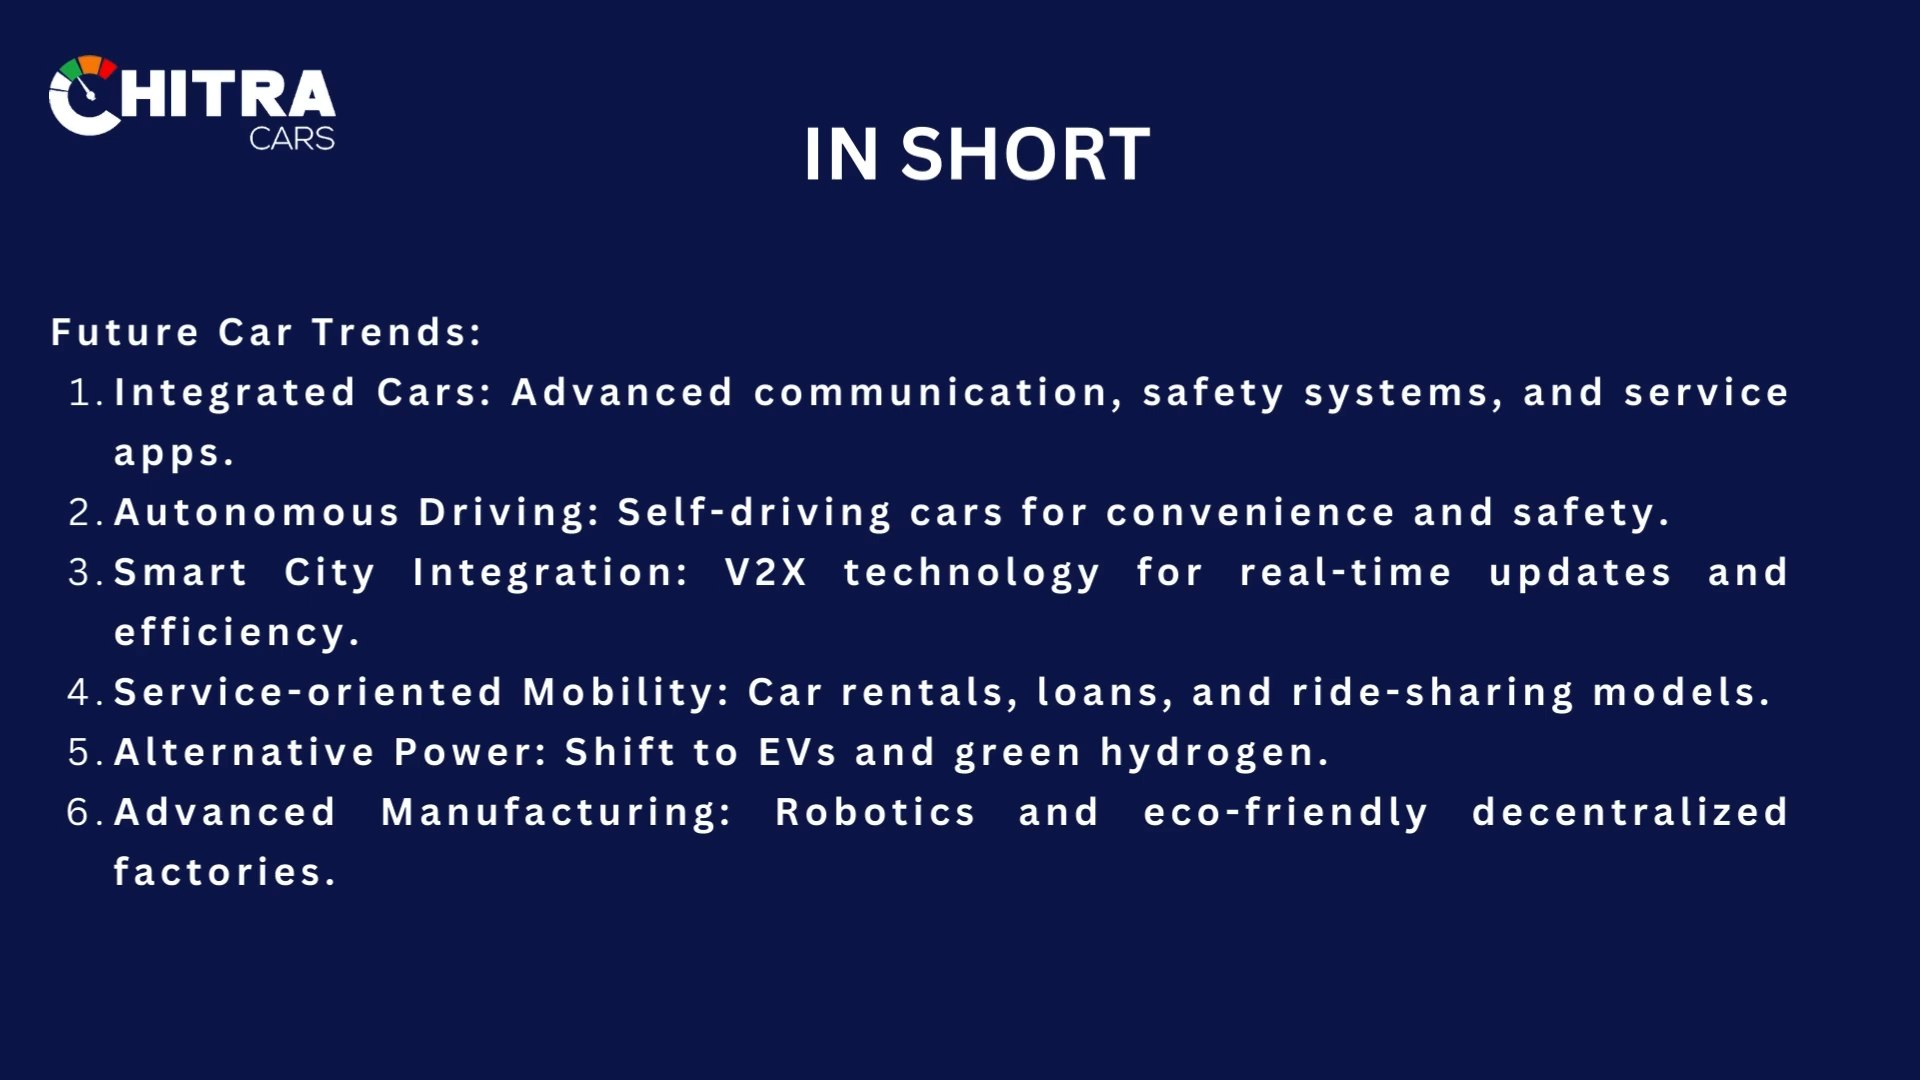 CHITRA
CARS
IN SHORT
Future Car Trends:
1. Integrated Cars: Advanced communication, safety systems, and service
apps.
2. Autonomous Driving: Self-driving cars for convenience and safety.
3. Smart City Integration: V2X technology for real-time updates and
efficiency.
4. Service-oriented Mobility: Car rentals, loans, and ride-sharing models.
5. Alternative Power: Shift to EVs and green hydrogen.
6. Advanced Manufacturing: Robotics and eco-friendly decentralized
factories.